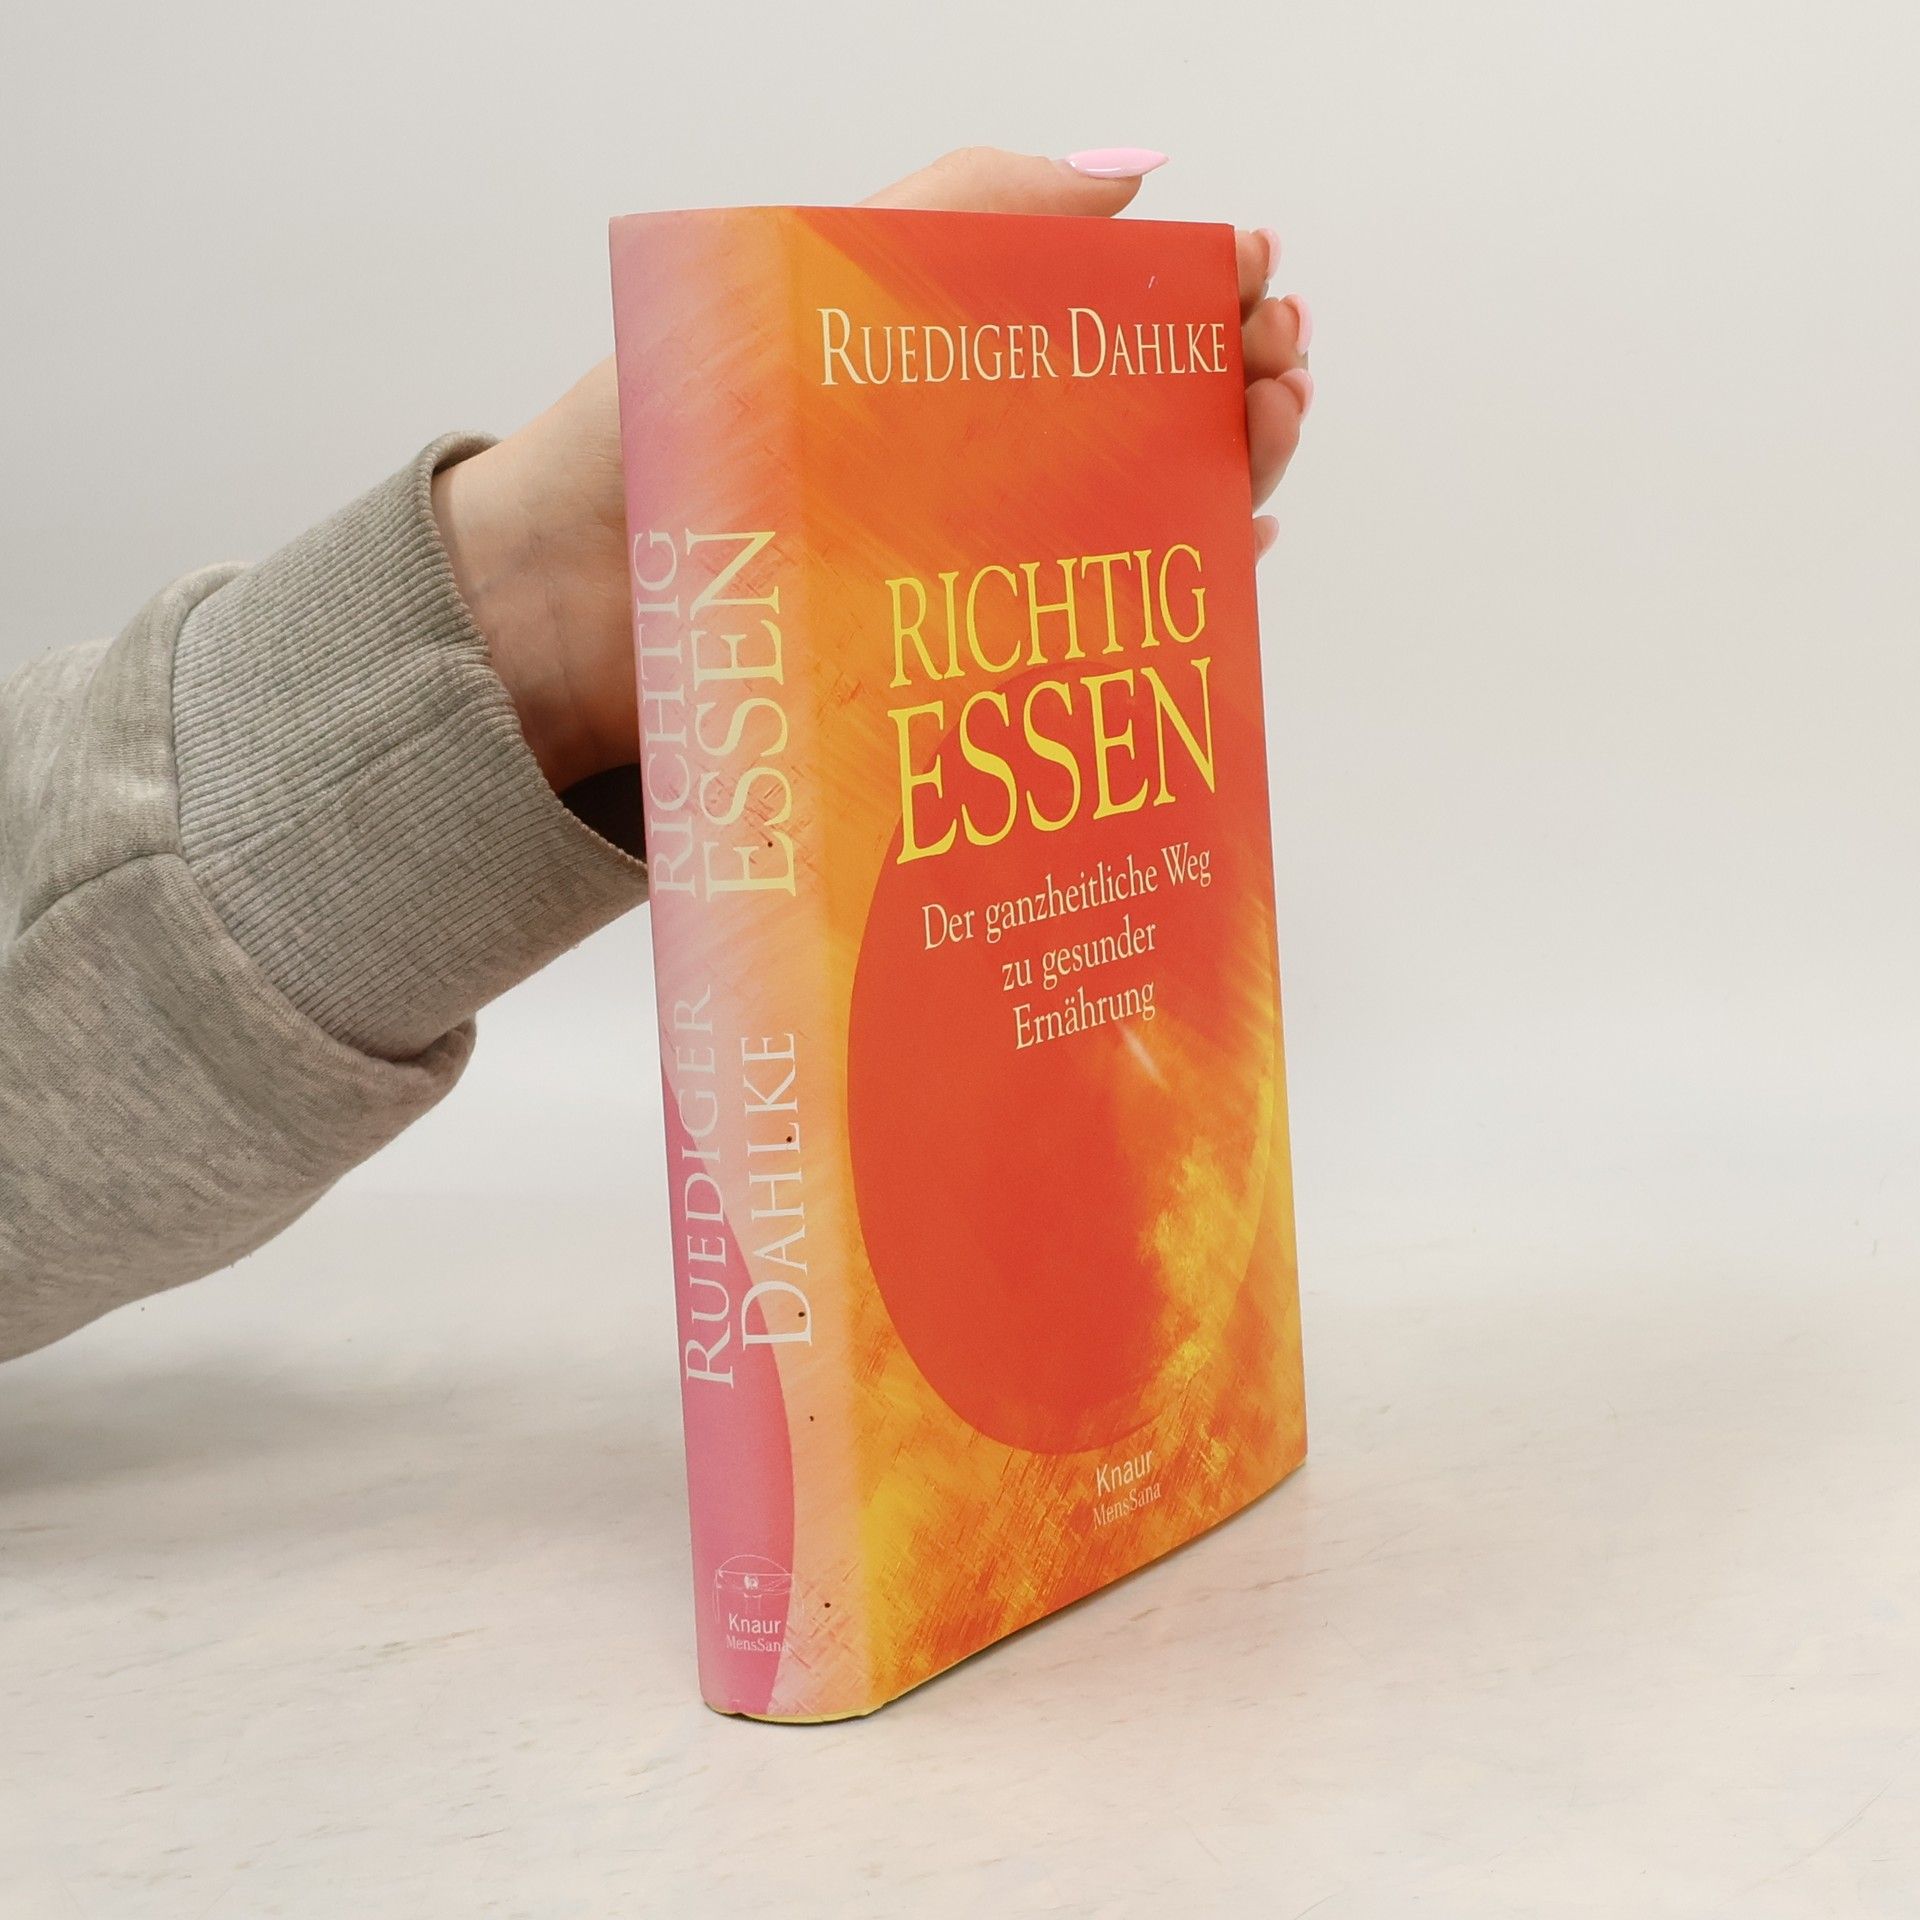 RUEDIGER DAHLKE
RICHTIG
ESSEN
Der ganzheitliche Weg
zu gesunder
Ernährung
Knaur
MensSana
RICHTIG
ESSEN
RUEDIGER
DAHLKE
Knaur
MensSana